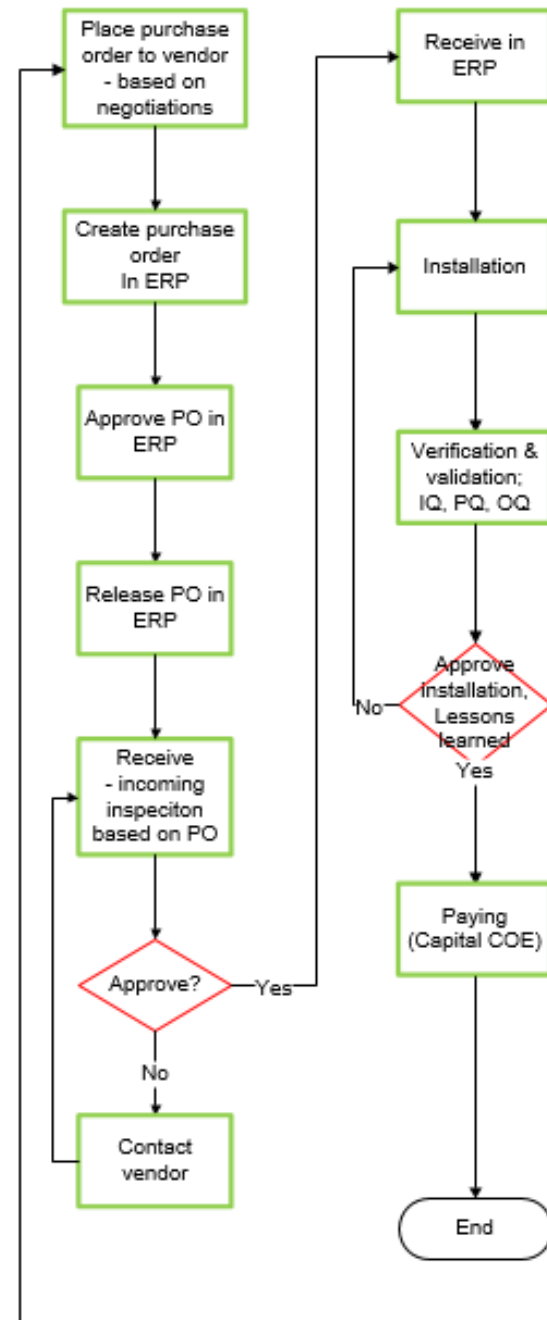 Place purchase
order to vendor
- based on
negotiations
Create purchase
order
In ERP
Approve PO in
ERP
Release PO in
ERP
Receive
- incoming
inspeciton
based on PO
Approve?
Yes
No
Contact
vendor
Receive in
ERP
Installation
Verification &
validation;
IQ, PQ, OQ
Approve
installation,
Lessons
learned
No
Yes
Paying
(Capital COE)
End